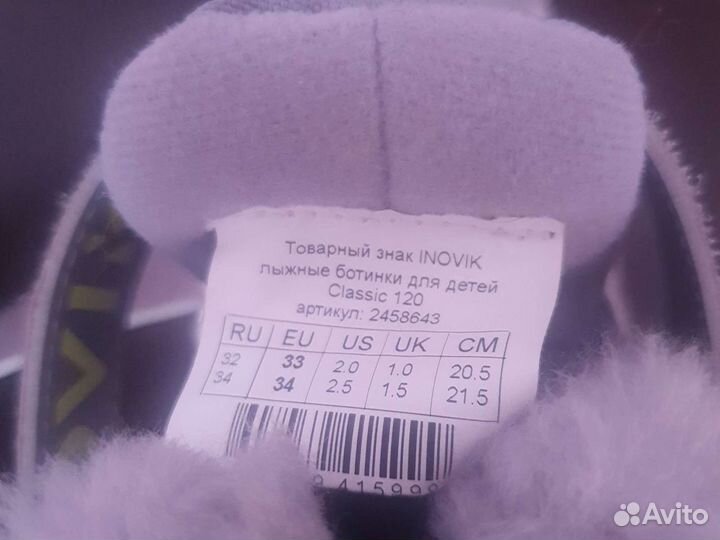 Товарный знак INOVIK
лыжные ботинки для детей
Classic 120
артикул: 2458643
RU EU US UK CM
32 33 2.0 1.0 20.5
34 34 2.5 1.5 21.5
Avito